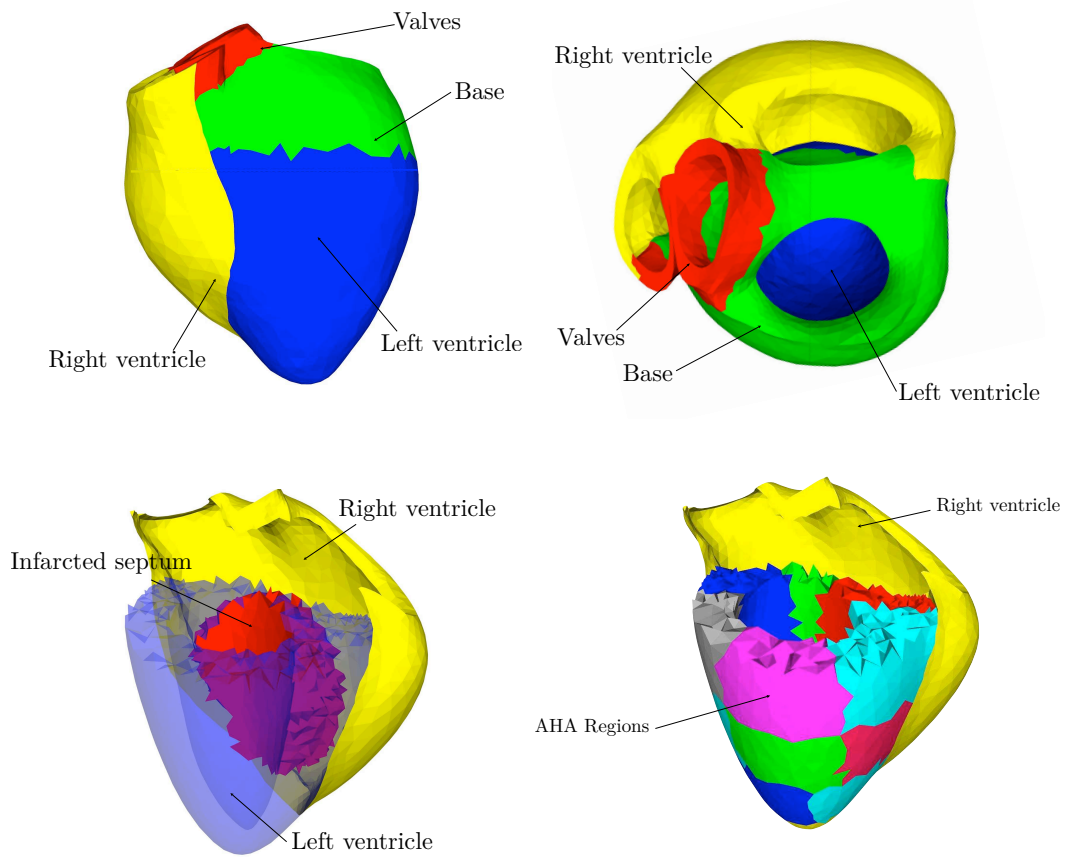 Valves
Base
Right ventricle
Left ventricle
Right ventricle
Valves
Base
Left ventricle
Right ventricle
Infarcted septum
Left ventricle
Right ventricle
AHA Regions